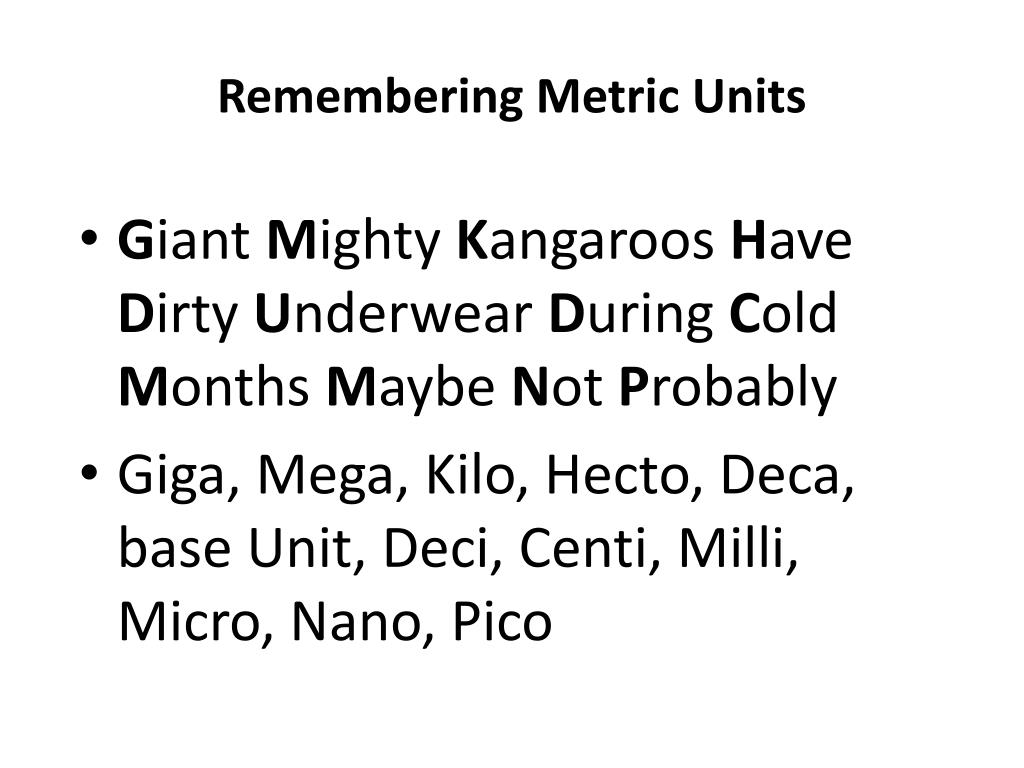 Remembering Metric Units
• Giant Mighty Kangaroos Have
Dirty Underwear During Cold
Months Maybe Not Probably
• Giga, Mega, Kilo, Hecto, Deca,
base Unit, Deci, Centi, Milli,
Micro, Nano, Pico